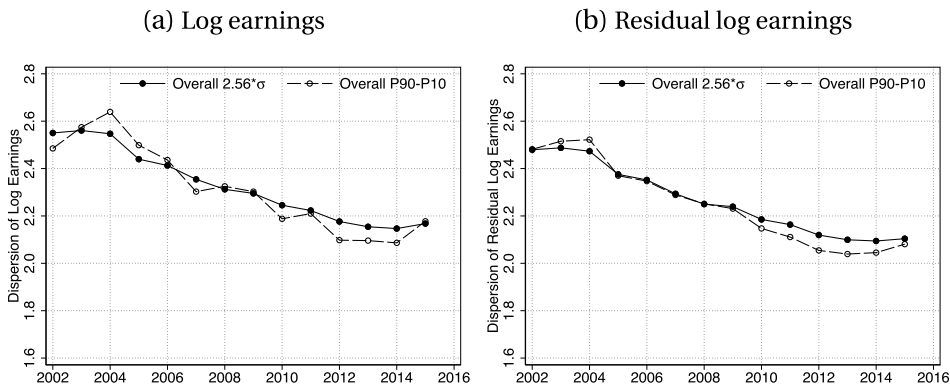 (a) Log earnings
Dispersion of Log Earnings
2.8
2.6
2.4
2.2
2.0
1.8
1.6
Overall 2.56*σ
Overall P90-P10
2002 2004 2006 2008 2010 2012 2014 2016
(b) Residual log earnings
Dispersion of Residual Log Earnings
2.8
2.6
2.4
2.2
2.0
1.8
1.6
Overall 2.56*σ
Overall P90-P10
2002 2004 2006 2008 2010 2012 2014 2016